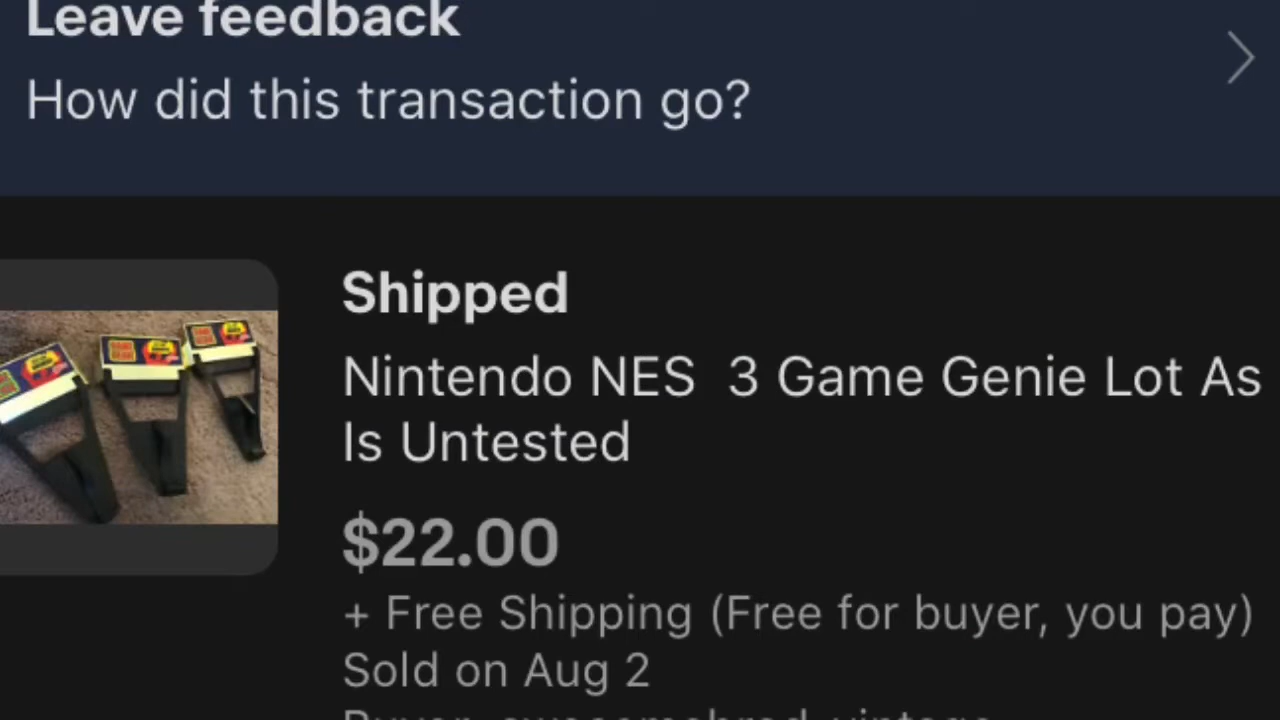 Leave feedback
How did this transaction go?
Shipped
Nintendo NES  3 Game Genie Lot As
Is Untested
$22.00
+ Free Shipping (Free for buyer, you pay)
Sold on Aug 2